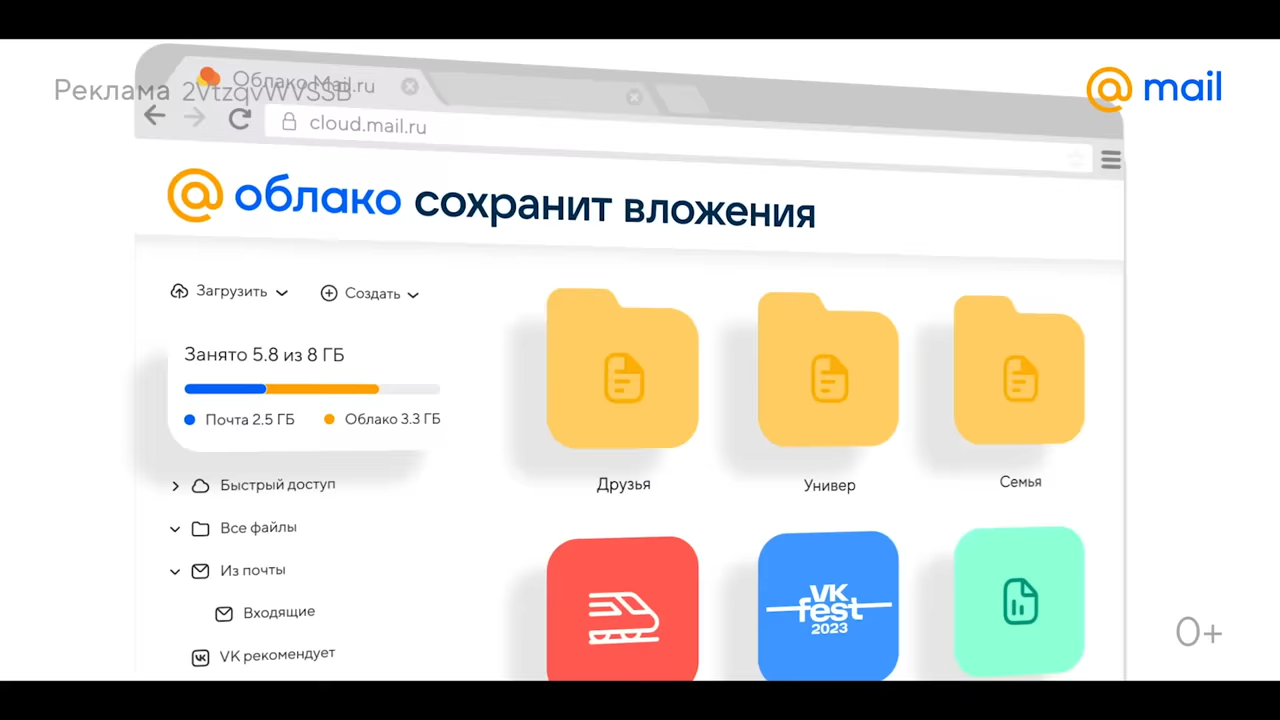 Реклама 2VtzqvWVSSB
Облако Mail.ru
@ mail
cloud.mail.ru
@ облако сохранит вложения
Загрузить
Создать
Занято 5.8 из 8 ГБ
Почта 2.5 ГБ
Облако 3.3 ГБ
Быстрый доступ
Все файлы
Из почты
Входящие
VK рекомендует
Друзья
Универ
Семья
VK
fest
2023
0+